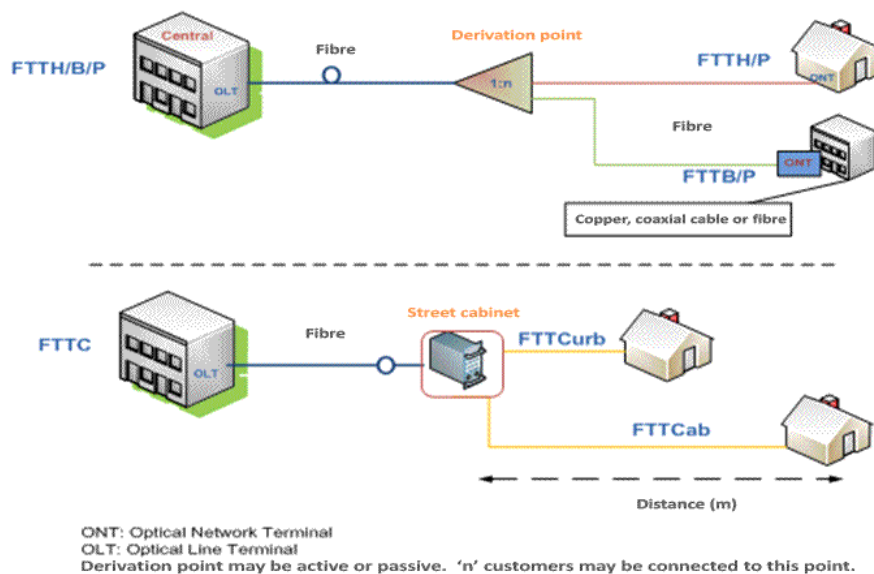 Central
Fibre
Derivation point
FTTH/P
FTTH/B/P
OLT
1:n
ONT
Fibre
ONT
FTTB/P
Copper, coaxial cable or fibre
Street cabinet
Fibre
FTTCurb
FTTC
OLT
FTTCab
Distance (m)
ONT: Optical Network Terminal
OLT: Optical Line Terminal
Derivation point may be active or passive. 'n' customers may be connected to this point.